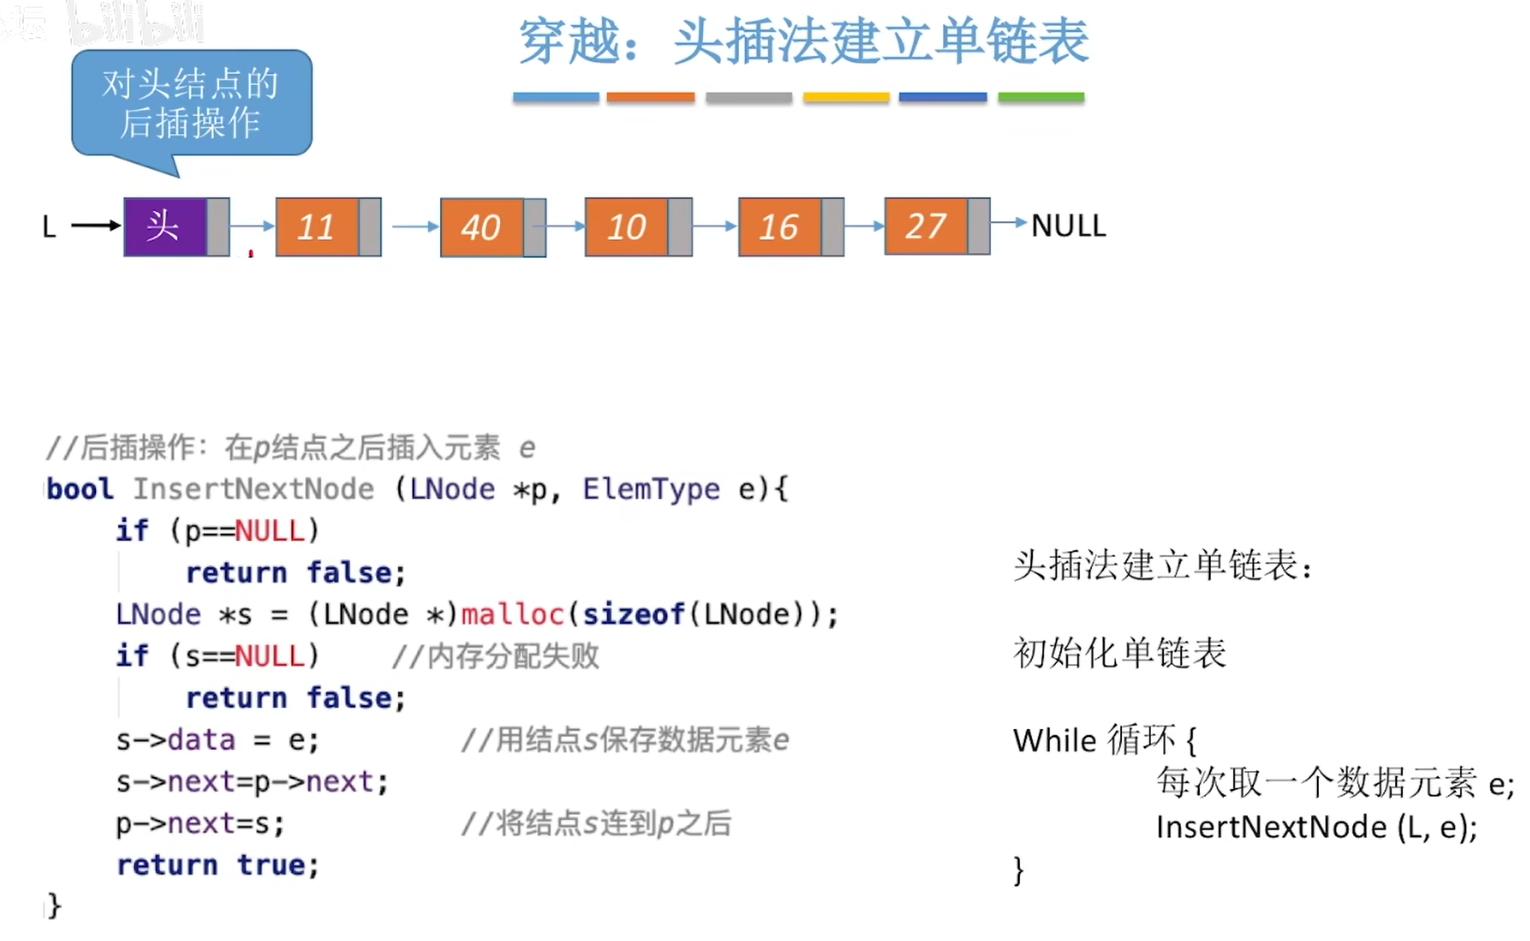 坛 bilibili
穿越：头插法建立单链表
对头结点的
后插操作
L 头 11 40 10 16 27 NULL
//后插操作：在p结点之后插入元素 e
bool InsertNextNode (LNode *p, ElemType e){
if (p==NULL)
return false;
LNode *s = (LNode *)malloc(sizeof(LNode));
if (s==NULL) //内存分配失败
return false;
s->data = e; //用结点s保存数据元素e
s->next=p->next;
p->next=s; //将结点s连到p之后
return true;
}
头插法建立单链表：
初始化单链表
While 循环 {
每次取一个数据元素 e;
InsertNextNode (L, e);
}